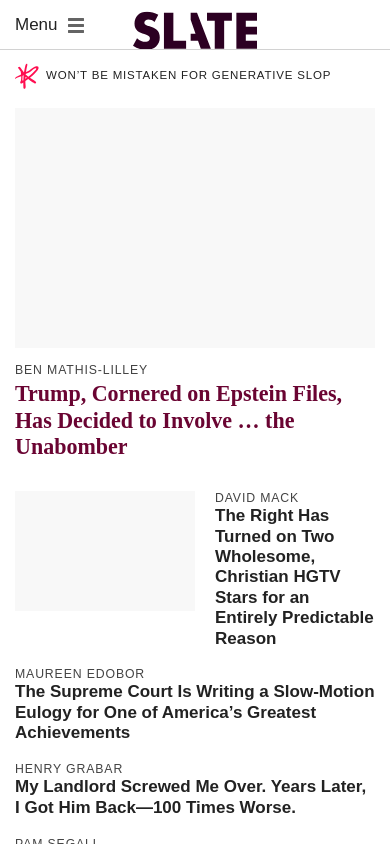 Menu
SLATE
WON'T BE MISTAKEN FOR GENERATIVE SLOP
BEN MATHIS-LILLEY
Trump, Cornered on Epstein Files,
Has Decided to Involve … the
Unabomber
DAVID MACK
The Right Has
Turned on Two
Wholesome,
Christian HGTV
Stars for an
Entirely Predictable
Reason
MAUREEN EDOBOR
The Supreme Court Is Writing a Slow-Motion
Eulogy for One of America’s Greatest
Achievements
HENRY GRABAR
My Landlord Screwed Me Over. Years Later,
I Got Him Back—100 Times Worse.
PAM SEGALL